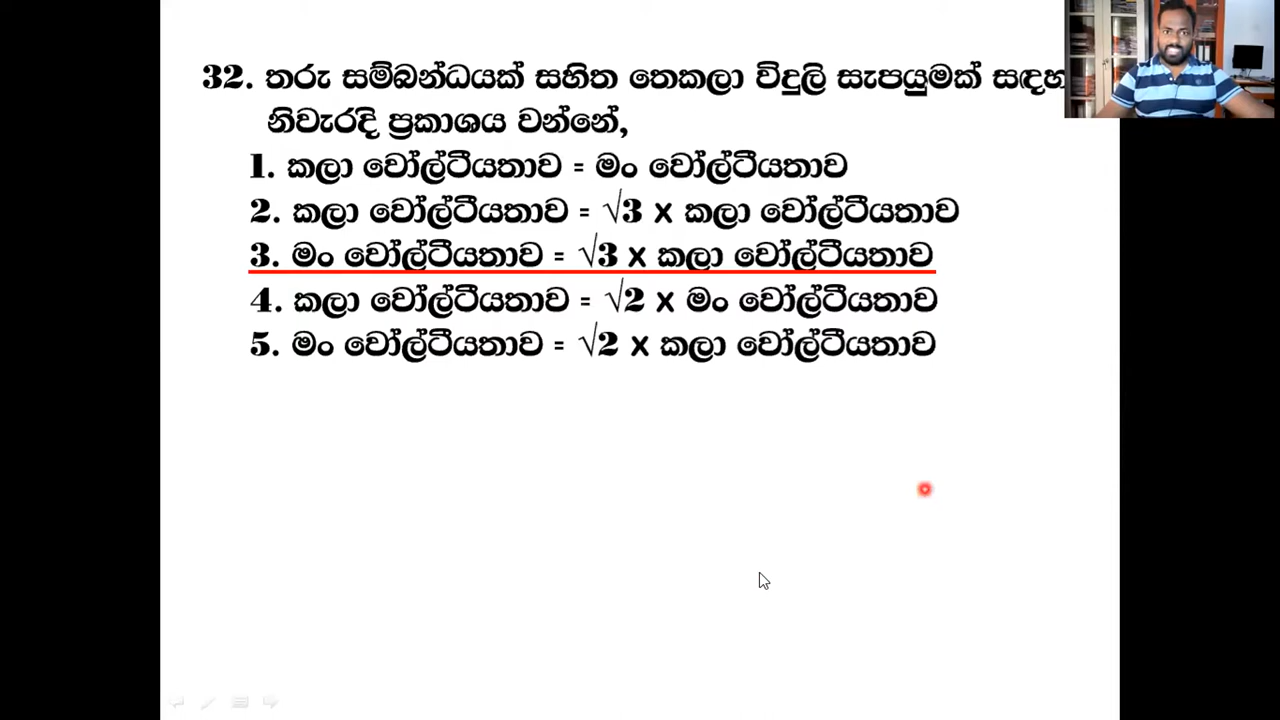 32. තරු සම්බන්ධයක් සහිත තෙකලා විදුලි සැපයුමක්
නිවැරදි ප්‍රකාශය වන්නේ,
1. කලා වෝල්ටීයතාව = මං වෝල්ටීයතාව
2. කලා වෝල්ටීයතාව = √3 x කලා වෝල්ටීයතාව
3. මං වෝල්ටීයතාව = √3 x කලා වෝල්ටීයතාව
4. කලා වෝල්ටීයතාව = √2 x මං වෝල්ටීයතාව
5. මං වෝල්ටීයතාව = √2 x කලා වෝල්ටීයතාව